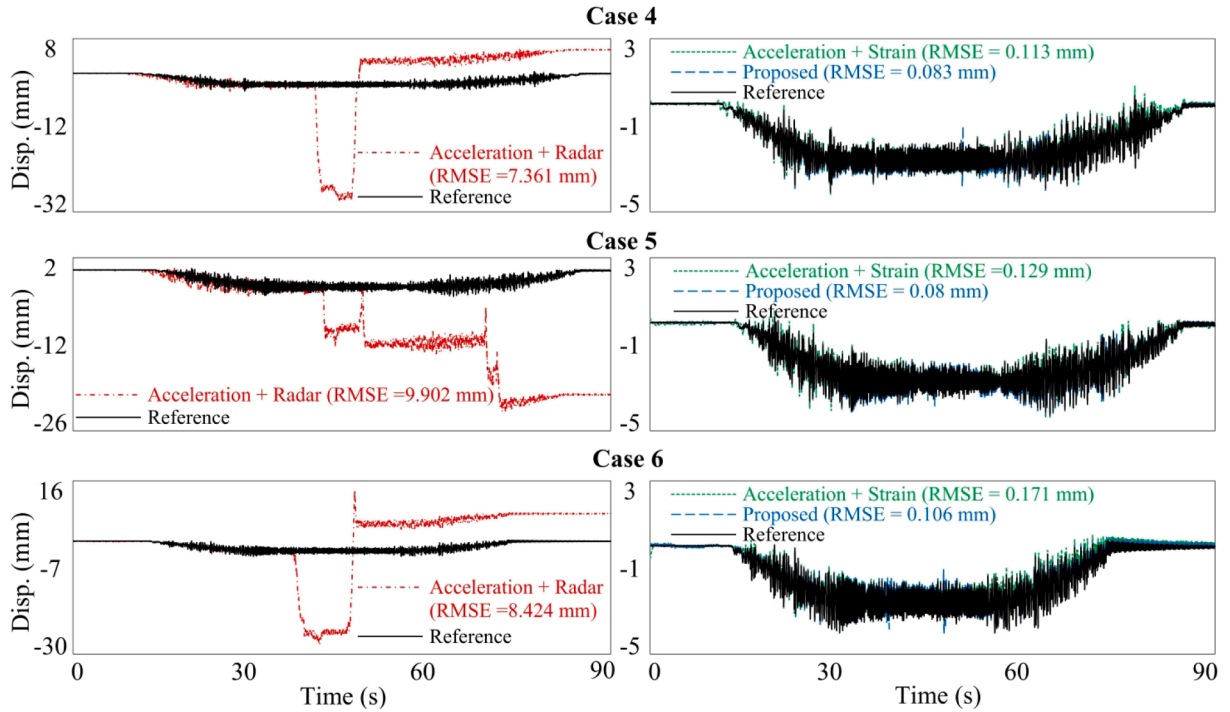 Case 4
Disp. (mm)
8
-12
-32
Acceleration + Radar
(RMSE =7.361 mm)
Reference
3
-1
-5
Acceleration + Strain (RMSE = 0.113 mm)
Proposed (RMSE = 0.083 mm)
Reference
Case 5
Disp. (mm)
2
-12
-26
Acceleration + Radar (RMSE =9.902 mm)
Reference
3
-1
-5
Acceleration + Strain (RMSE =0.129 mm)
Proposed (RMSE = 0.08 mm)
Reference
Case 6
Disp. (mm)
16
-7
-30
Acceleration + Radar
(RMSE =8.424 mm)
Reference
0 30 60 90
Time (s)
3
-1
-5
Acceleration + Strain (RMSE = 0.171 mm)
Proposed (RMSE = 0.106 mm)
Reference
0 30 60 90
Time (s)